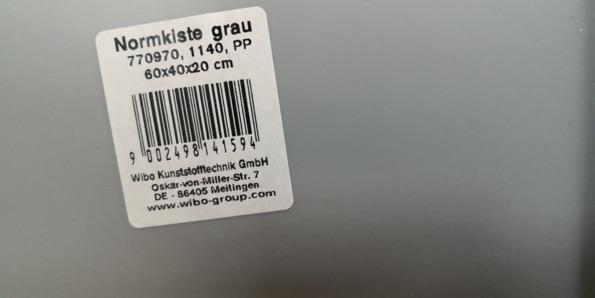 Normkiste grau
770970, 1140, PP
60x40x20 cm
9 002498 141594
Wibo Kunststofftechnik GmbH
Oskar-von-Miller-Str. 7
DE - 86405 Meitingen
www.wibo-group.com